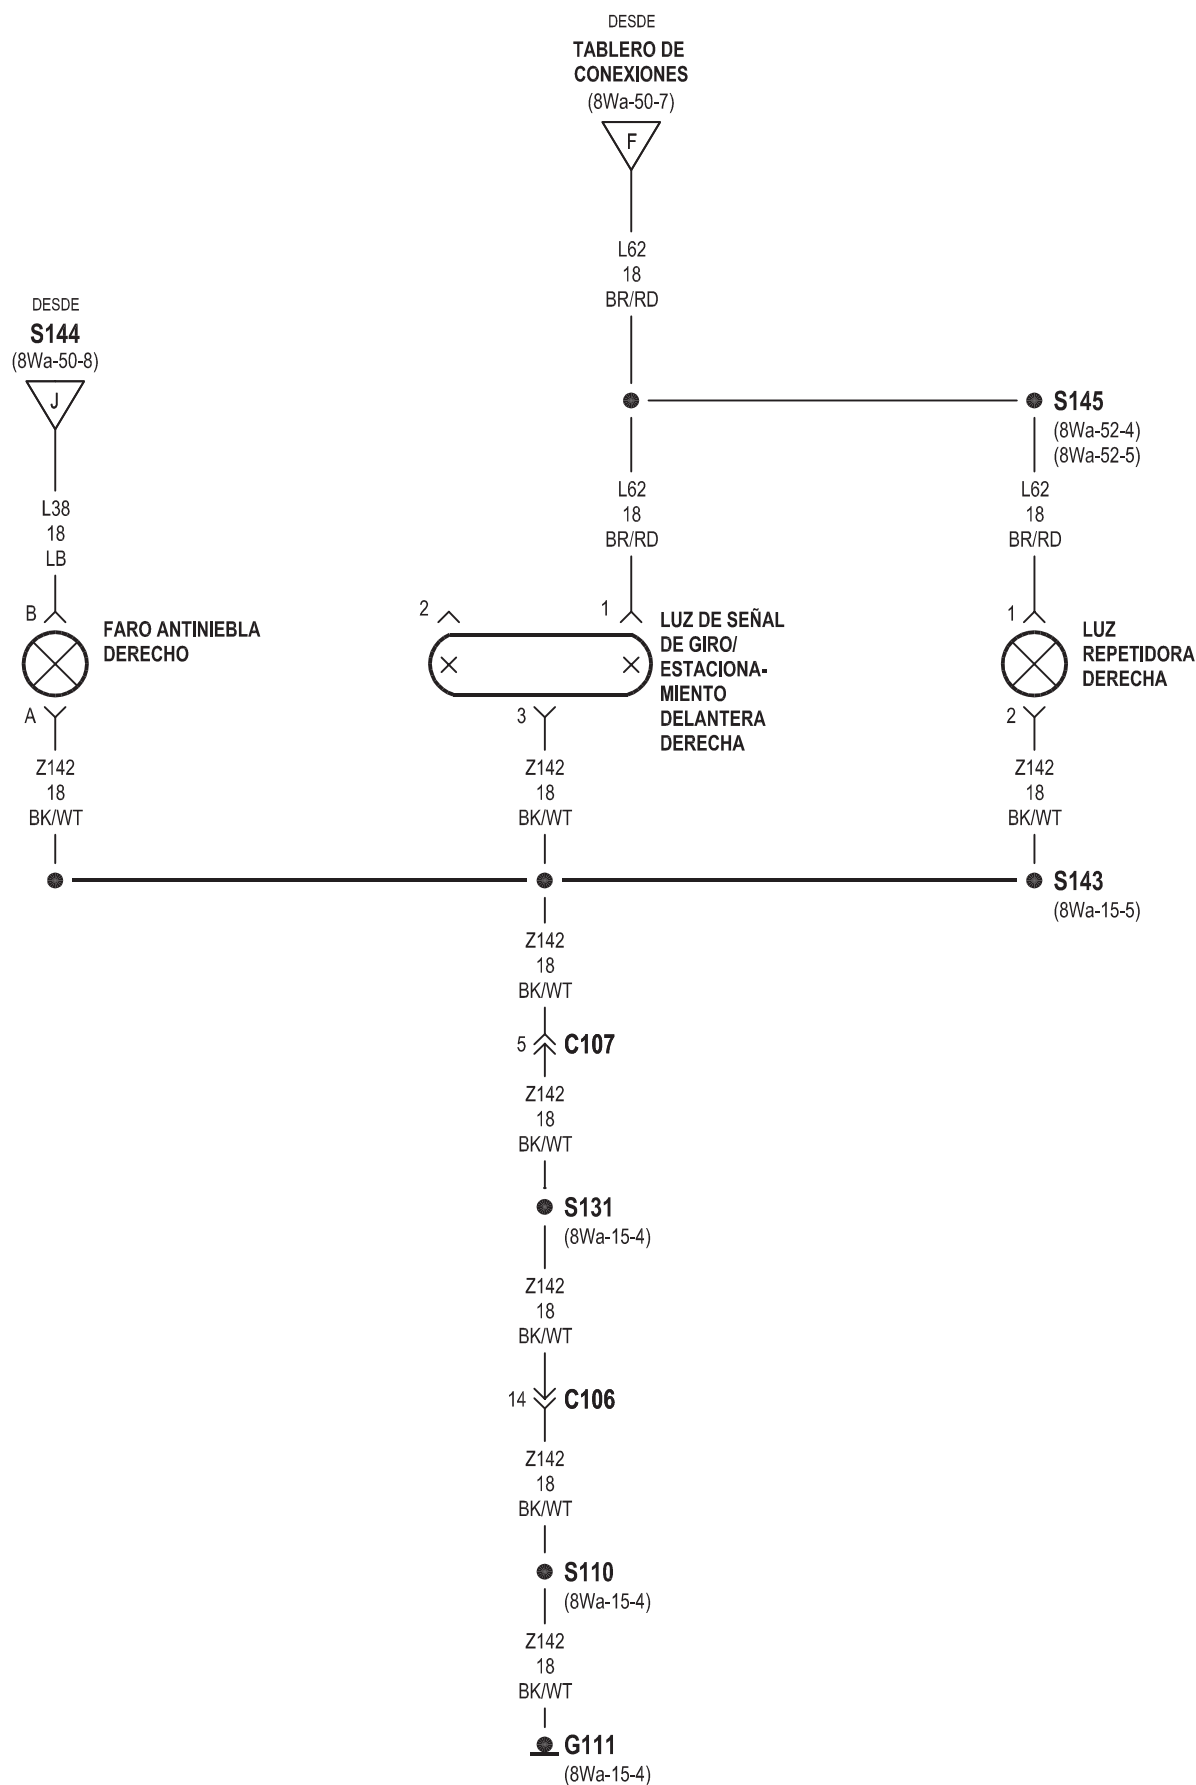 DESDE
TABLERO DE
CONEXIONES
(8Wa-50-7)
F
L62
18
BR/RD
DESDE
S144
(8Wa-50-8)
J
S145
(8Wa-52-4)
(8Wa-52-5)
L38
18
LB
L62
18
BR/RD
L62
18
BR/RD
B
FARO ANTINIEBLA
DERECHO
A
2
1
LUZ DE SEÑAL
DE GIRO/
ESTACIONA-
MIENTO
DELANTERA
DERECHA
3
1
LUZ
REPETIDORA
DERECHA
2
Z142
18
BK/WT
Z142
18
BK/WT
Z142
18
BK/WT
S143
(8Wa-15-5)
Z142
18
BK/WT
5
C107
Z142
18
BK/WT
S131
(8Wa-15-4)
Z142
18
BK/WT
14
C106
Z142
18
BK/WT
S110
(8Wa-15-4)
Z142
18
BK/WT
G111
(8Wa-15-4)